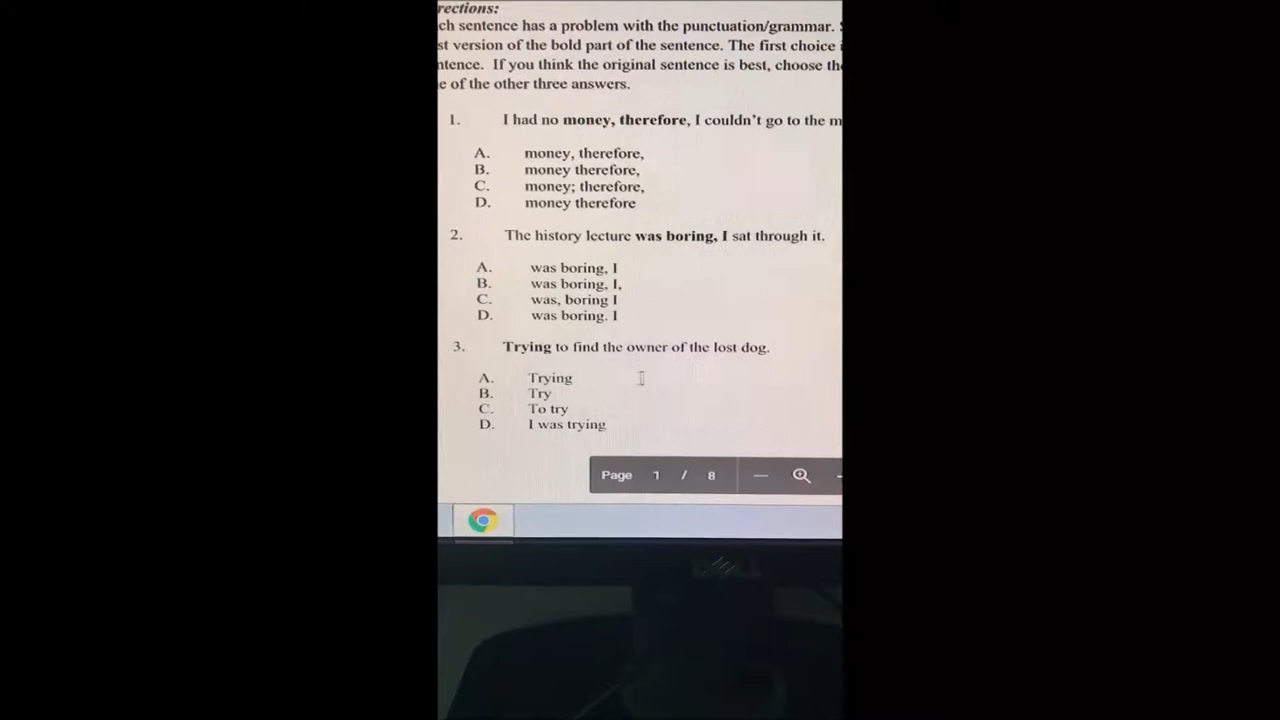 rections:
ch sentence has a problem with the punctuation/grammar.
st version of the bold part of the sentence. The first choice
ntence. If you think the original sentence is best, choose the
e of the other three answers.
1. I had no money, therefore, I couldn't go to the m
A. money, therefore,
B. money therefore,
C. money; therefore,
D. money therefore
2. The history lecture was boring, I sat through it.
A. was boring, I
B. was boring, I,
C. was, boring I
D. was boring. I
3. Trying to find the owner of the lost dog.
A. Trying
B. Try
C. To try
D. I was trying
Page 1 / 8